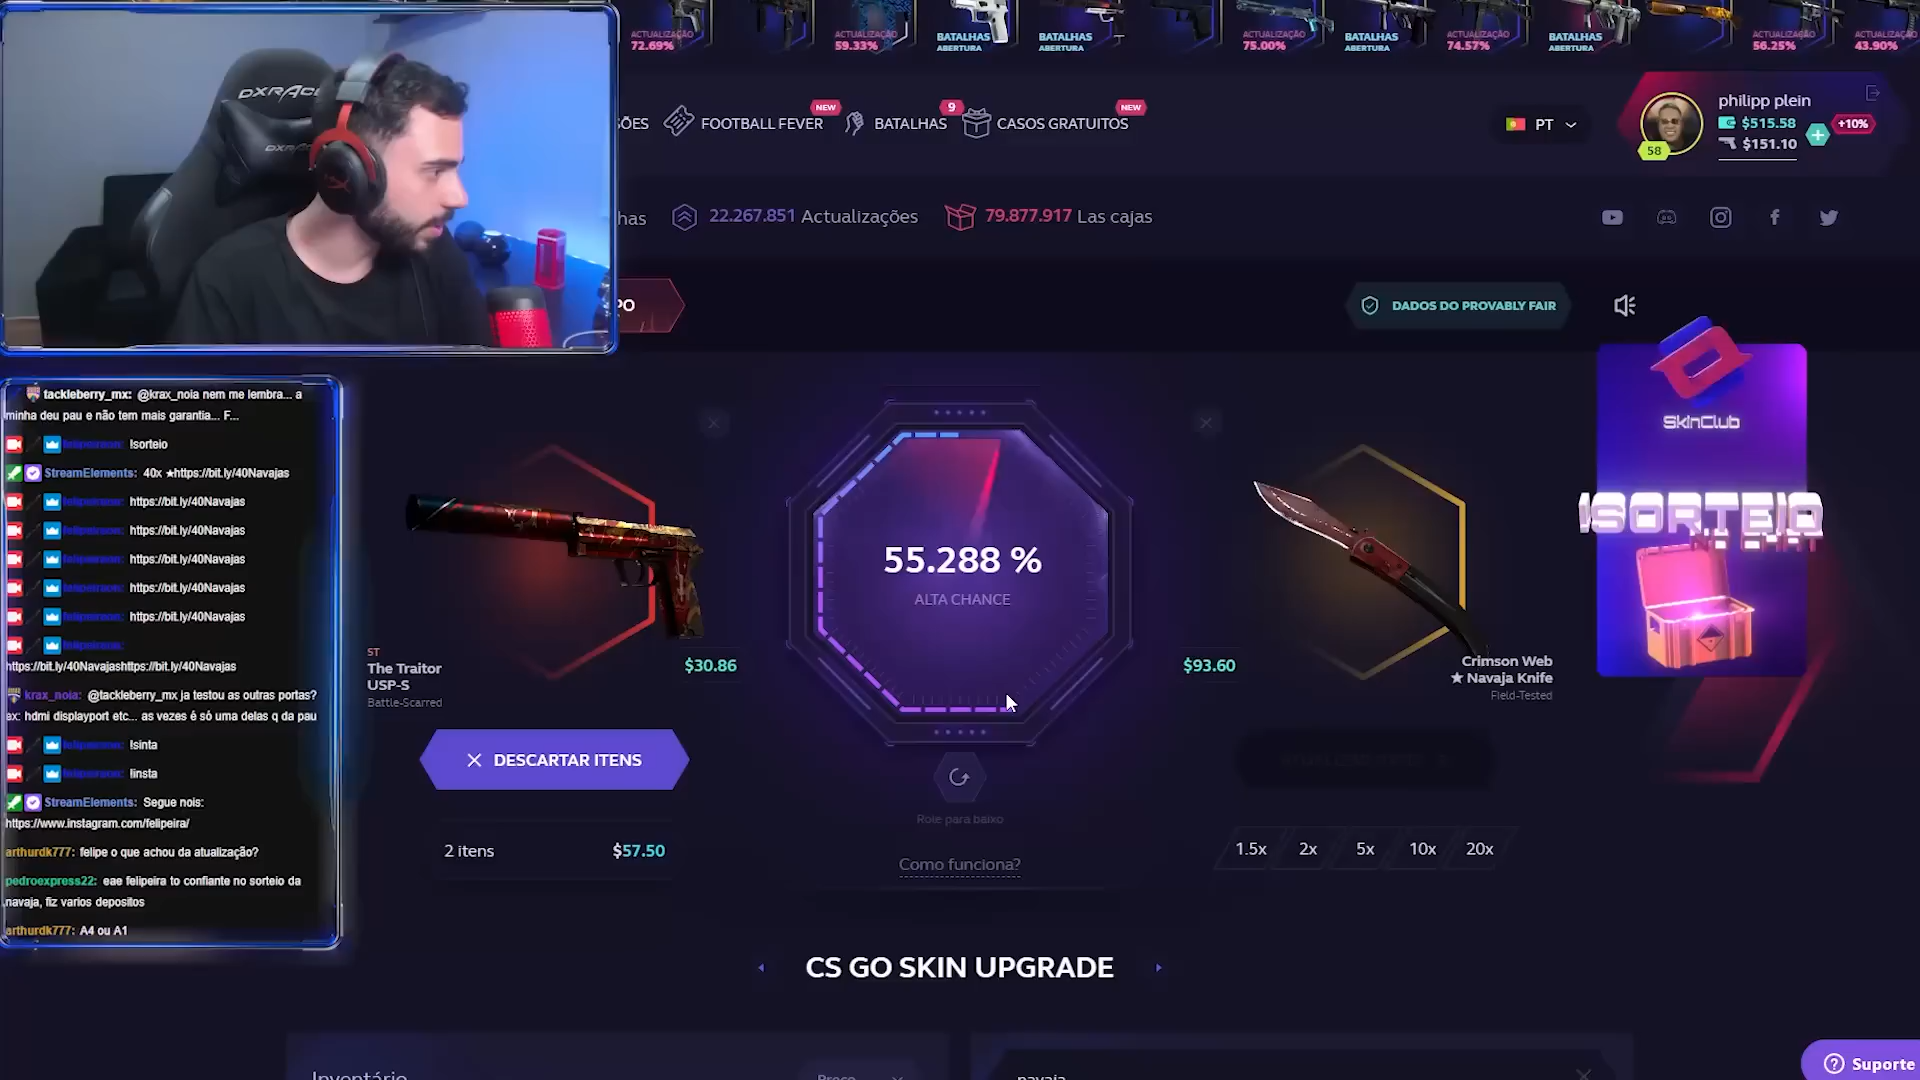 ACTUALIZAÇÃO
72.69%
ACTUALIZAÇÃO
59.33%
BATALHAS
ABERTURA
BATALHAS
ABERTURA
ACTUALIZAÇÃO
75.00%
BATALHAS
ABERTURA
ACTUALIZAÇÃO
74.57%
BATALHAS
ABERTURA
ACTUALIZAÇÃO
56.25%
ACTUALIZAÇÃO
43.90%
DXRAC
ÕES
FOOTBALL FEVER
NEW
BATALHAS
9
CASOS GRATUITOS
NEW
PT
philipp plein
$515.58
$151.10
+10%
58
has
22.267.851 Actualizações
79.877.917 Las cajas
PO
DADOS DO PROVABLY FAIR
tackleberry_mx: @krax_noia nem me lembra... a
minha deu pau e não tem mais garantia... F...
!sorteio
StreamElements: 40x ★https://bit.ly/40Navajas
https://bit.ly/40Navajas
https://bit.ly/40Navajas
https://bit.ly/40Navajas
https://bit.ly/40Navajas
https://bit.ly/40Navajas
https://bit.ly/40Navajashttps://bit.ly/40Navajas
krax_noia: @tackleberry_mx ja testou as outras portas?
ax: hdmi displayport etc... as vezes é só uma delas q da pau
!sinta
!insta
StreamElements: Segue nois:
https://www.instagram.com/felipeira/
arthurdk777: felipe o que achou da atualização?
pedroexpress22: eae felipeira to confiante no sorteio da
navaja, fiz varios depositos
arthurdk777: A4 ou A1
ST
The Traitor
USP-S
Battle-Scarred
$30.86
DESCARTAR ITENS
2 itens
$57.50
55.288 %
ALTA CHANCE
Role para baixo
Como funciona?
$93.60
Crimson Web
★ Navaja Knife
Field-Tested
1.5x
2x
5x
10x
20x
SkinClub
!SORTEIO
CS GO SKIN UPGRADE
Inventário
Preço
navaja
Suporte